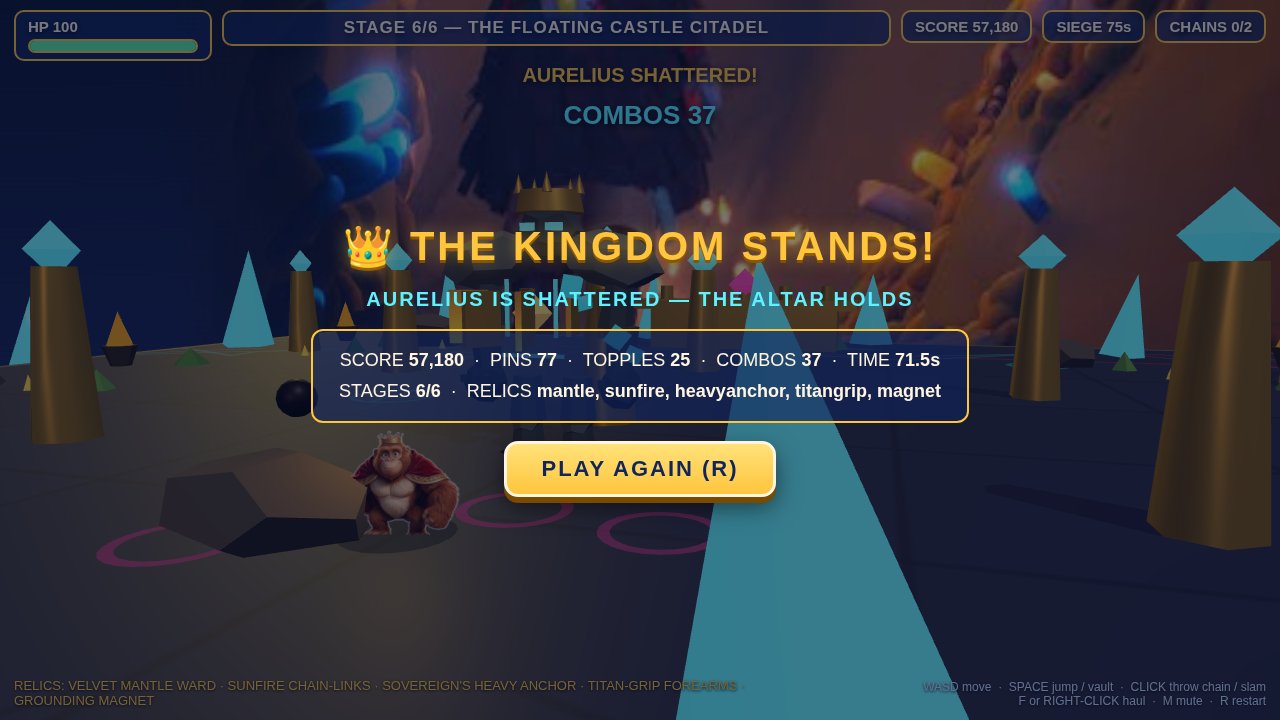 HP 100
STAGE 6/6 — THE FLOATING CASTLE CITADEL
SCORE 57,180
SIEGE 75s
CHAINS 0/2
AURELIUS SHATTERED!
COMBOS 37
👑 THE KINGDOM STANDS!
AURELIUS IS SHATTERED — THE ALTAR HOLDS
SCORE 57,180 · PINS 77 · TOPPLES 25 · COMBOS 37 · TIME 71.5s
STAGES 6/6 · RELICS mantle, sunfire, heavyanchor, titangrip, magnet
PLAY AGAIN (R)
RELICS: VELVET MANTLE WARD · SUNFIRE CHAIN-LINKS · SOVEREIGN'S HEAVY ANCHOR · TITAN-GRIP FOREARMS ·
GROUNDING MAGNET
WASD move · SPACE jump / vault · CLICK throw chain / slam
F or RIGHT-CLICK haul · M mute · R restart